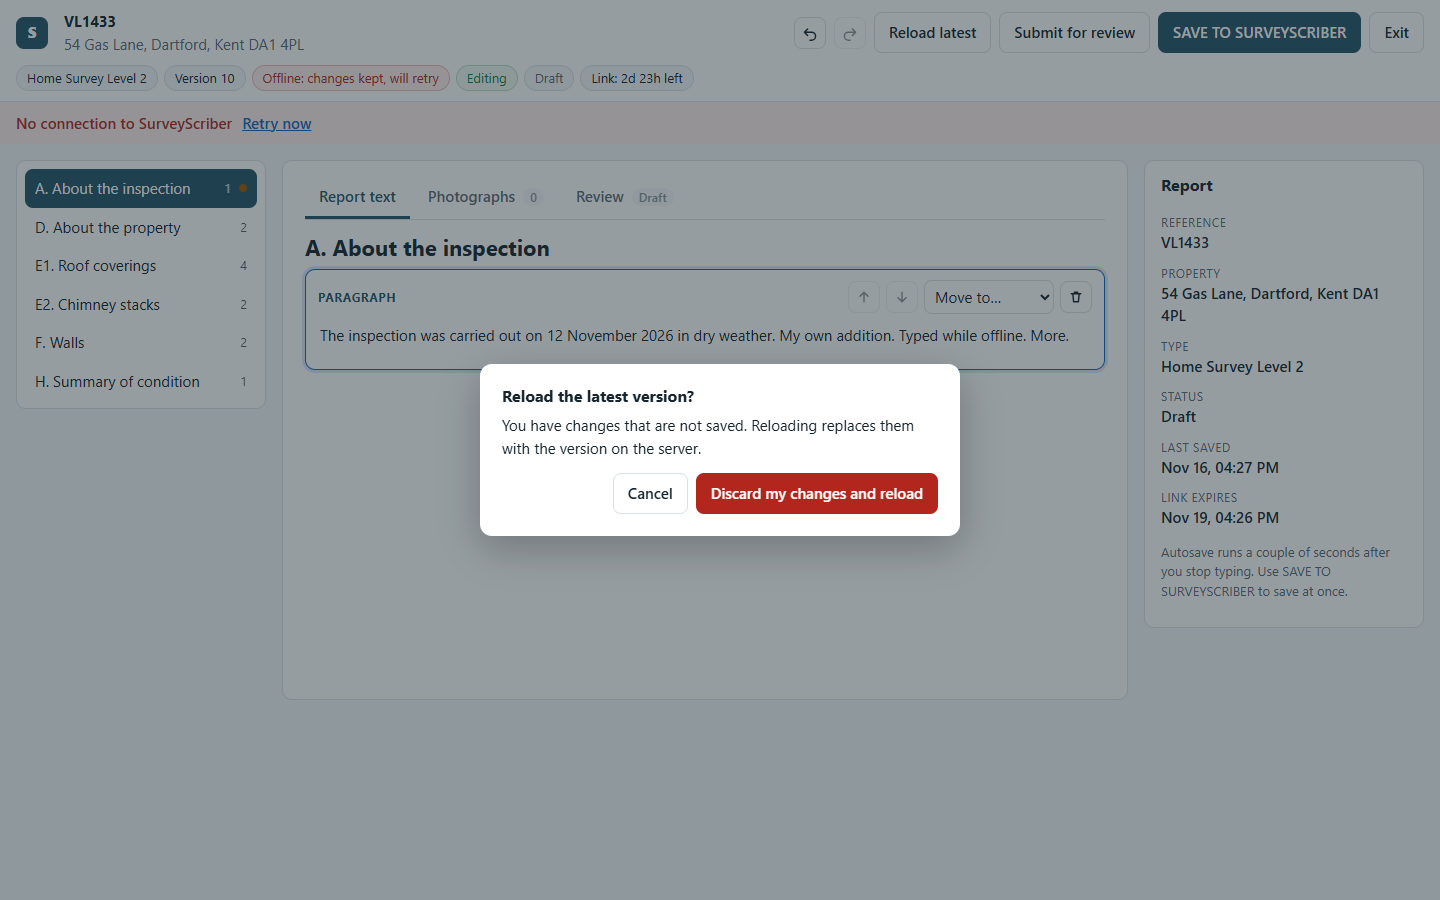 S
VL1433
54 Gas Lane, Dartford, Kent DA1 4PL
Reload latest
Submit for review
SAVE TO SURVEYSCRIBER
Exit
Home Survey Level 2
Version 10
Offline: changes kept, will retry
Editing
Draft
Link: 2d 23h left
No connection to SurveyScriber Retry now
A. About the inspection 1
D. About the property 2
E1. Roof coverings 4
E2. Chimney stacks 2
F. Walls 2
H. Summary of condition 1
Report text
Photographs 0
Review Draft
A. About the inspection
PARAGRAPH
Move to...
The inspection was carried out on 12 November 2026 in dry weather. My own addition. Typed while offline. More.
Reload the latest version?
You have changes that are not saved. Reloading replaces them
with the version on the server.
Cancel
Discard my changes and reload
Report
REFERENCE
VL1433
PROPERTY
54 Gas Lane, Dartford, Kent DA1
4PL
TYPE
Home Survey Level 2
STATUS
Draft
LAST SAVED
Nov 16, 04:27 PM
LINK EXPIRES
Nov 19, 04:26 PM
Autosave runs a couple of seconds after
you stop typing. Use SAVE TO
SURVEYSCRIBER to save at once.